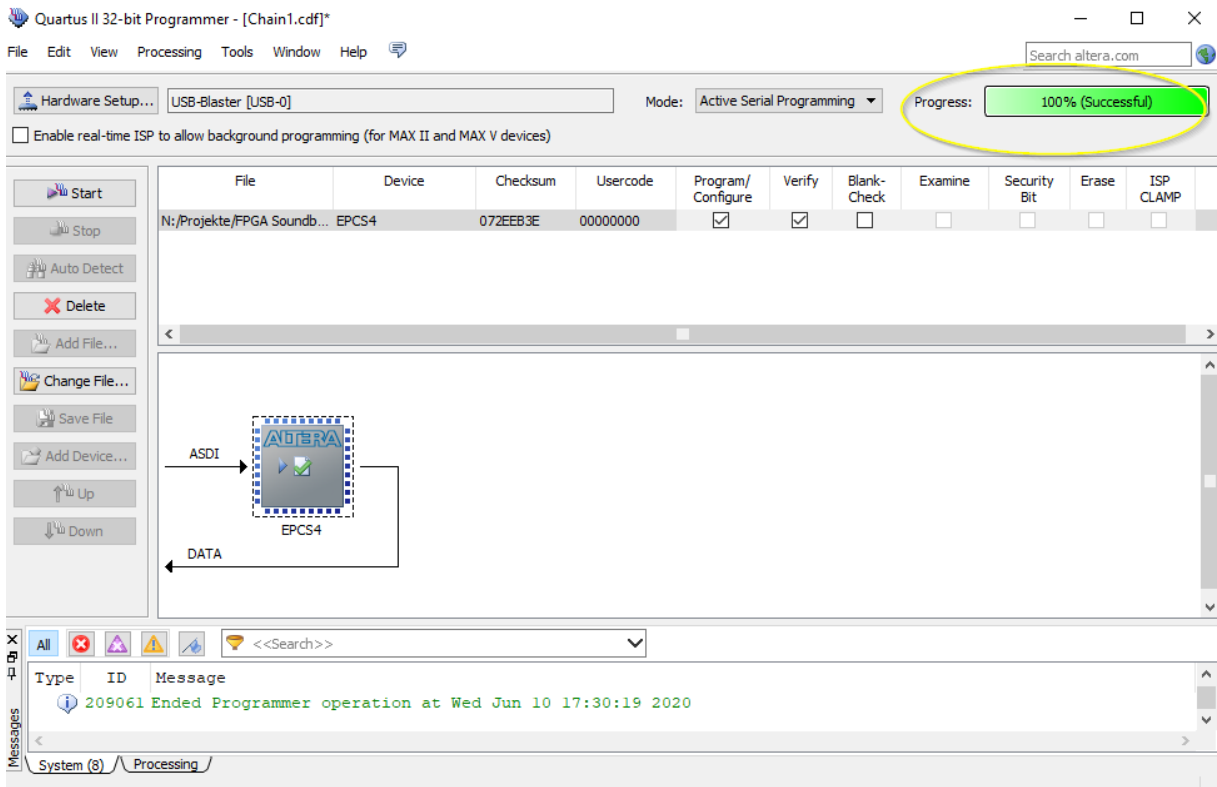 Quartus II 32-bit Programmer - [Chain1.cdf]*
File Edit View Processing Tools Window Help
Search altera.com
Hardware Setup... USB-Blaster [USB-0] Mode: Active Serial Programming Progress: 100% (Successful)
Enable real-time ISP to allow background programming (for MAX II and MAX V devices)
Start
Stop
Auto Detect
Delete
Add File...
Change File...
Save File
Add Device...
Up
Down
File Device Checksum Usercode Program/ Verify Blank- Examine Security Erase ISP
Configure Check Bit CLAMP
N:/Projekte/FPGA Soundb... EPCS4 072EEB3E 00000000
ASDI
ALTERA
EPCS4
DATA
All <<Search>>
Type ID Message
209061 Ended Programmer operation at Wed Jun 10 17:30:19 2020
Messages
System (8) Processing